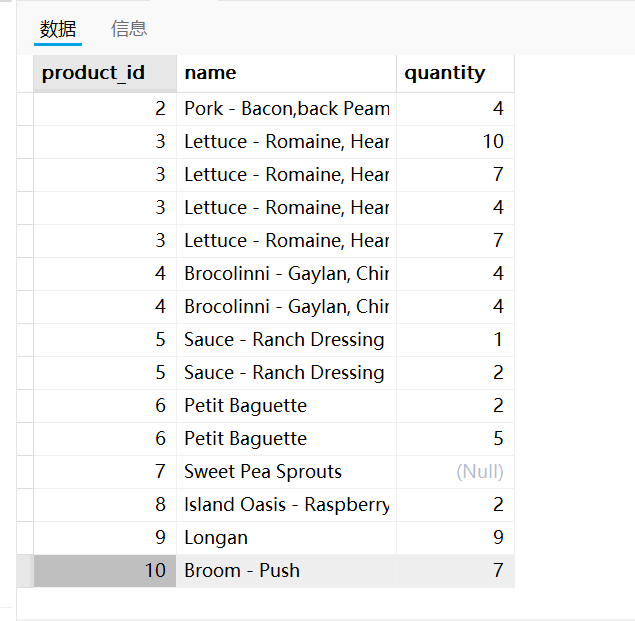 数据 信息
product_id name quantity
2 Pork - Bacon,back Peam 4
3 Lettuce - Romaine, Hear 10
3 Lettuce - Romaine, Hear 7
3 Lettuce - Romaine, Hear 4
3 Lettuce - Romaine, Hear 7
4 Brocolinni - Gaylan, Chir 4
4 Brocolinni - Gaylan, Chir 4
5 Sauce - Ranch Dressing 1
5 Sauce - Ranch Dressing 2
6 Petit Baguette 2
6 Petit Baguette 5
7 Sweet Pea Sprouts (Null)
8 Island Oasis - Raspberry 2
9 Longan 9
10 Broom - Push 7